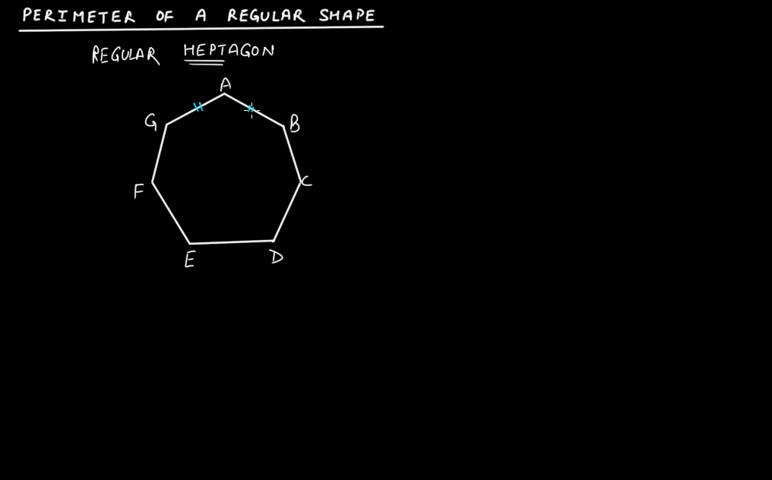 PERIMETER OF A REGULAR SHAPE
REGULAR HEPTAGON
A
G
B
F
C
E
D